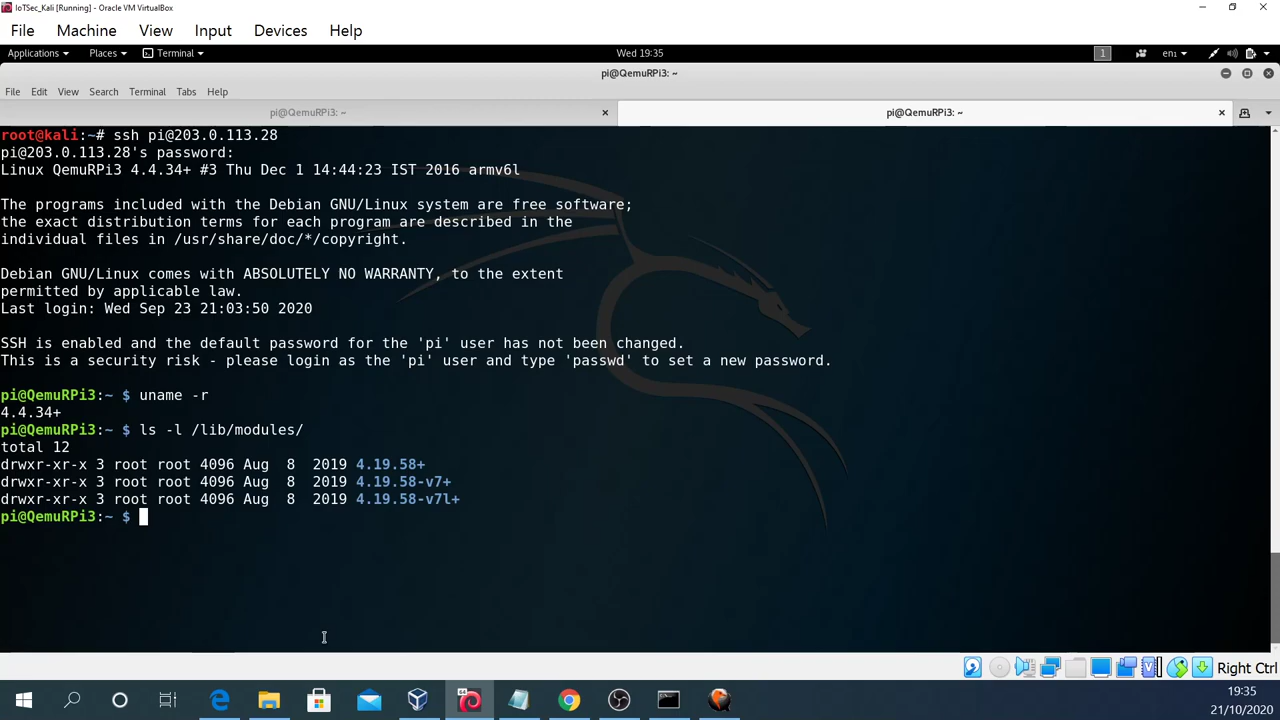 IoTSec_Kali [Running] - Oracle VM VirtualBox
File Machine View Input Devices Help
Applications Places Terminal Wed 19:35 1 en1
pi@QemuRPi3: ~
File Edit View Search Terminal Tabs Help
pi@QemuRPi3: ~ pi@QemuRPi3: ~
root@kali:~# ssh pi@203.0.113.28
pi@203.0.113.28's password:
Linux QemuRPi3 4.4.34+ #3 Thu Dec 1 14:44:23 IST 2016 armv6l
The programs included with the Debian GNU/Linux system are free software;
the exact distribution terms for each program are described in the
individual files in /usr/share/doc/*/copyright.
Debian GNU/Linux comes with ABSOLUTELY NO WARRANTY, to the extent
permitted by applicable law.
Last login: Wed Sep 23 21:03:50 2020
SSH is enabled and the default password for the 'pi' user has not been changed.
This is a security risk - please login as the 'pi' user and type 'passwd' to set a new password.
pi@QemuRPi3:~ $ uname -r
4.4.34+
pi@QemuRPi3:~ $ ls -l /lib/modules/
total 12
drwxr-xr-x 3 root root 4096 Aug  8  2019 4.19.58+
drwxr-xr-x 3 root root 4096 Aug  8  2019 4.19.58-v7+
drwxr-xr-x 3 root root 4096 Aug  8  2019 4.19.58-v7l+
pi@QemuRPi3:~ $
Right Ctrl
19:35
21/10/2020